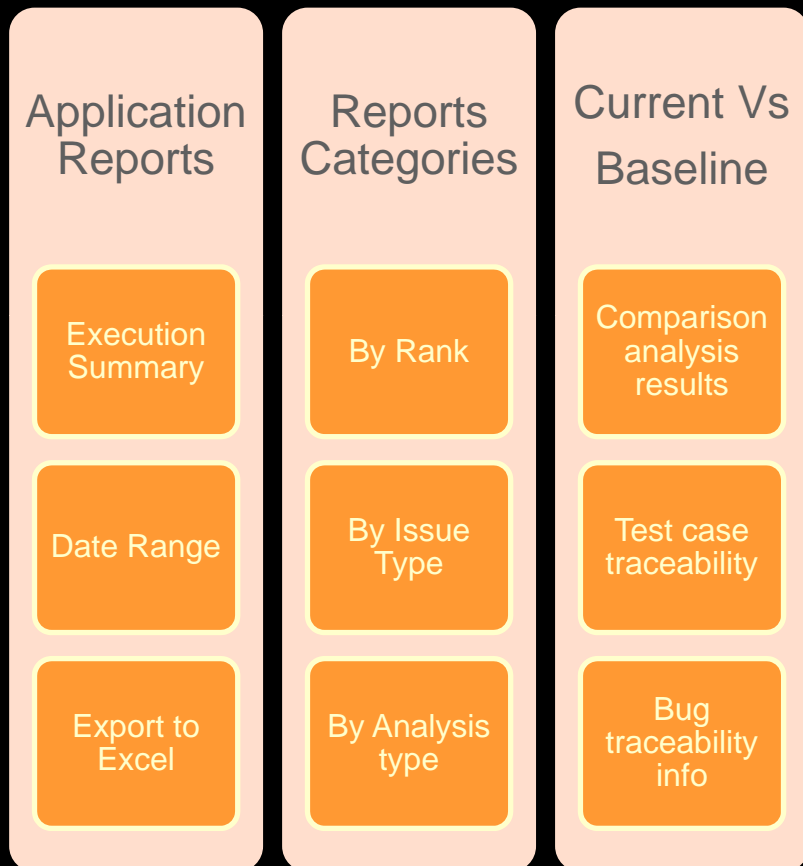 Application
Reports
Execution
Summary
Date Range
Export to
Excel
Reports
Categories
By Rank
By Issue
Type
By Analysis
type
Current Vs
Baseline
Comparison
analysis
results
Test case
traceability
Bug
traceability
info